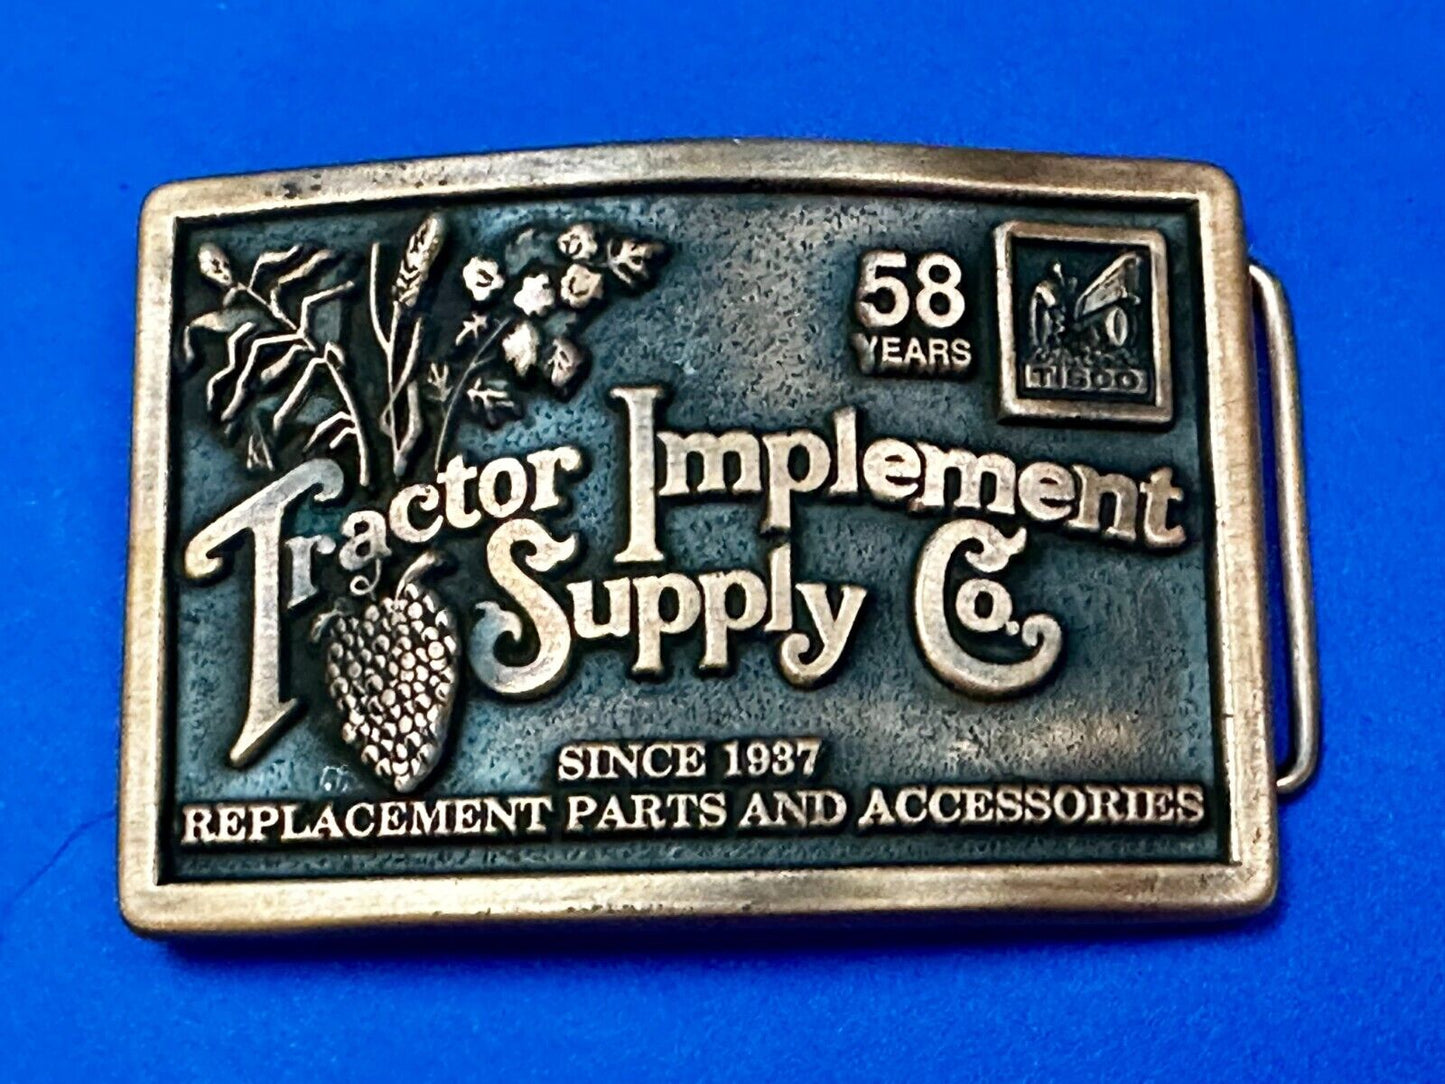 58
YEARS
TISCO
Tractor Implement
Supply Co.
SINCE 1937
REPLACEMENT PARTS AND ACCESSORIES